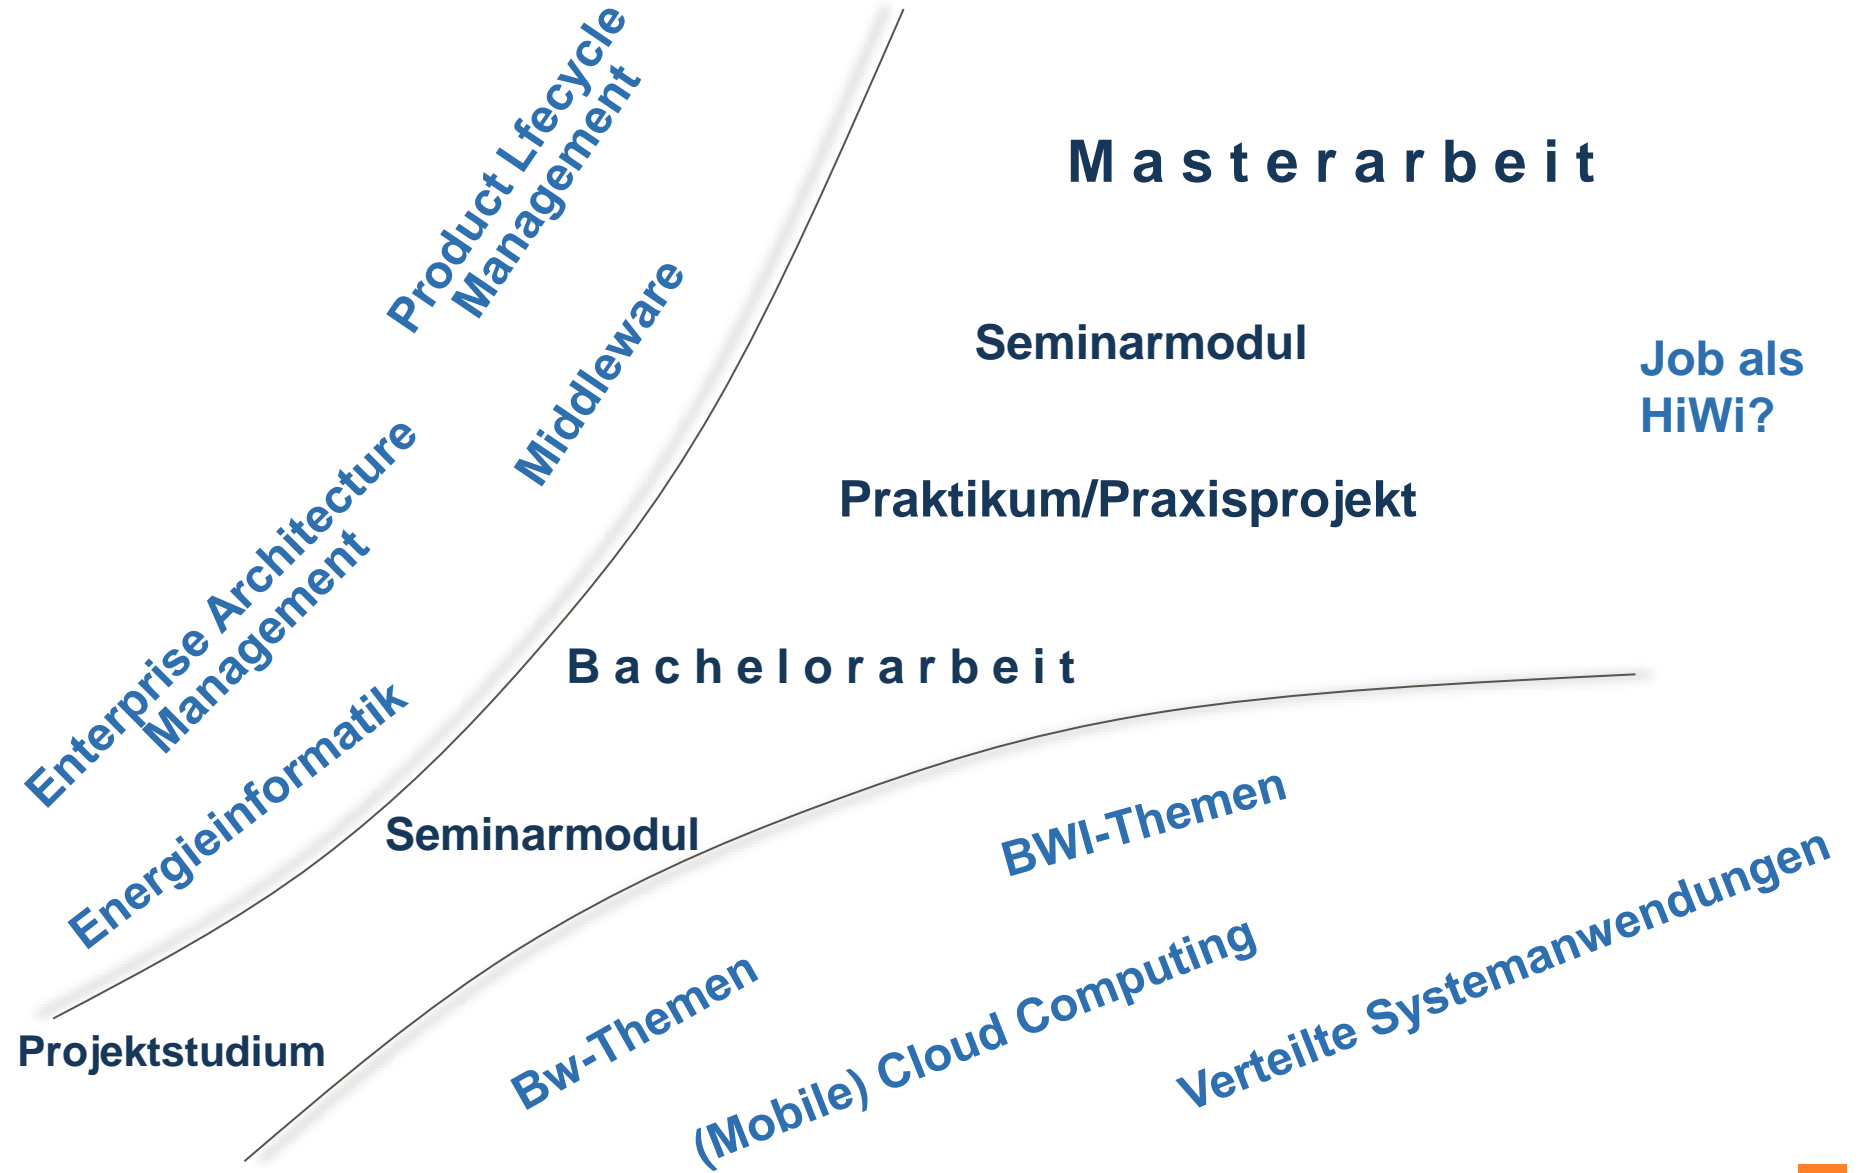 Product Lfecycle
Management
Masterarbeit
Middleware
Seminarmodul
Job als
HiWi?
Enterprise Architecture
Management
Praktikum/Praxisprojekt
Bachelorarbeit
Energieinformatik
Seminarmodul
BWI-Themen
Projektstudium
Bw-Themen
(Mobile) Cloud Computing
Verteilte Systemanwendungen